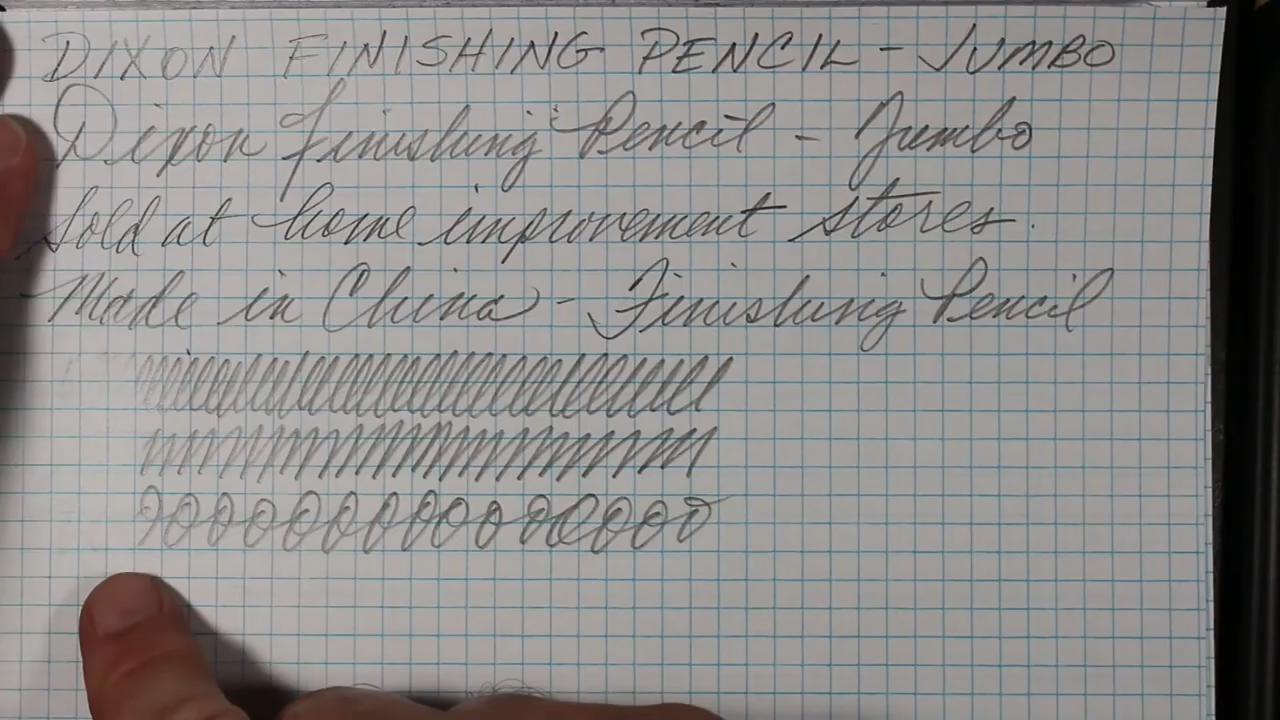 DIXON FINISHING PENCIL - JUMBO
Dixon Finishing Pencil - Jumbo
Sold at home improvement stores.
Made in China - Finishing Pencil